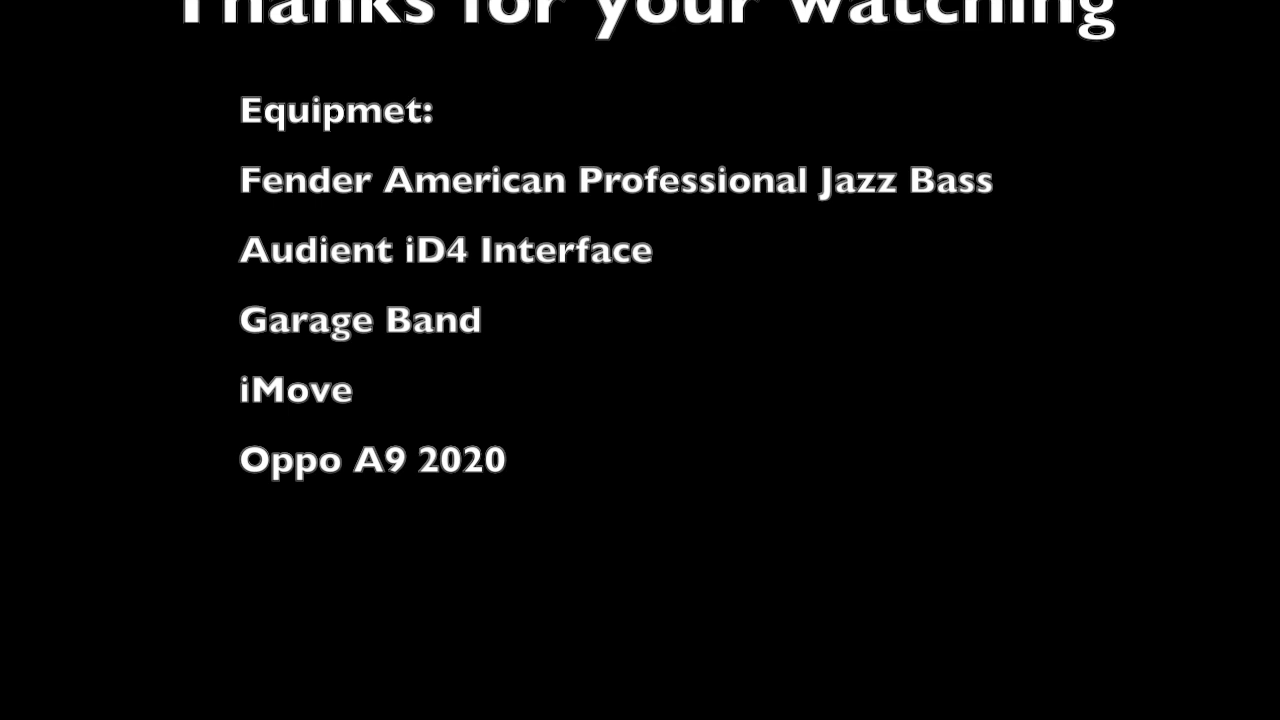 Thanks for your watching
Equipmet:
Fender American Professional Jazz Bass
Audient iD4 Interface
Garage Band
iMove
Oppo A9 2020